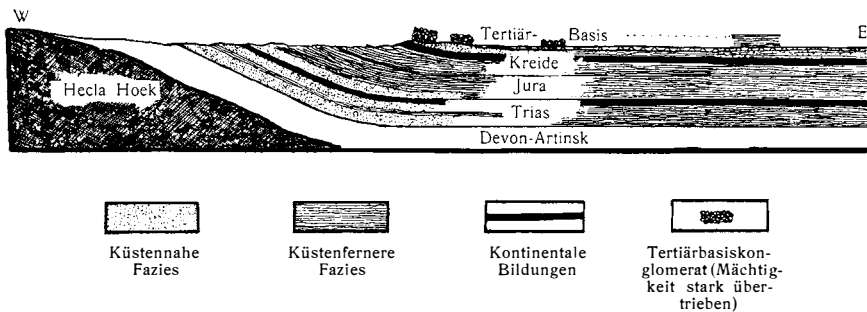 W
E
Tertiär-Basis
Kreide
Hecla Hoek
Jura
Trias
Devon-Artinsk
Küstennahe
Fazies
Küstenfernere
Fazies
Kontinentale
Bildungen
Tertiärbasiskon-
glomerat (Mächtig-
keit stark über-
trieben)